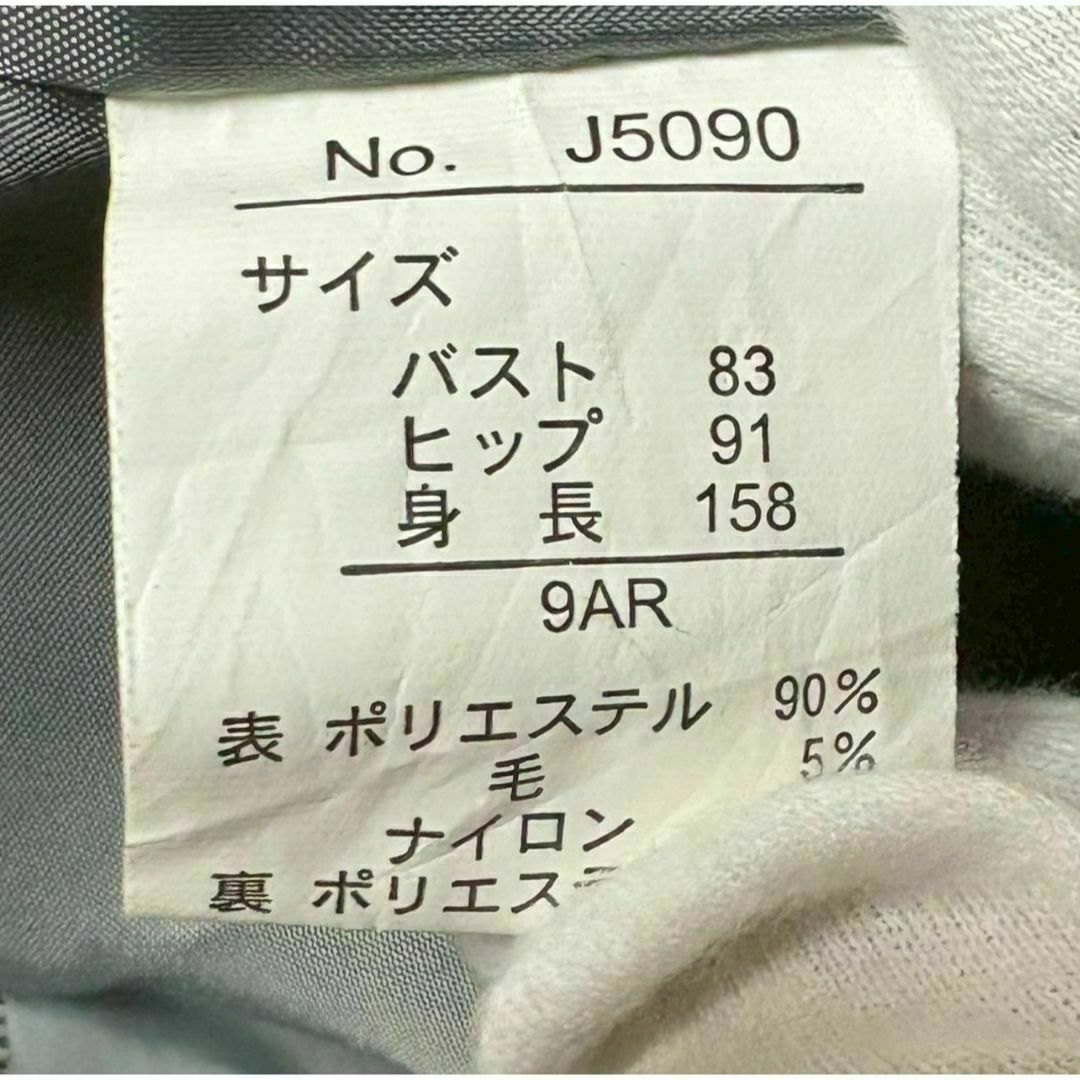 No. J5090
サイズ
バスト 83
ヒップ 91
身長 158
9AR
表 ポリエステル 90%
毛 5%
ナイロン
裏 ポリエス